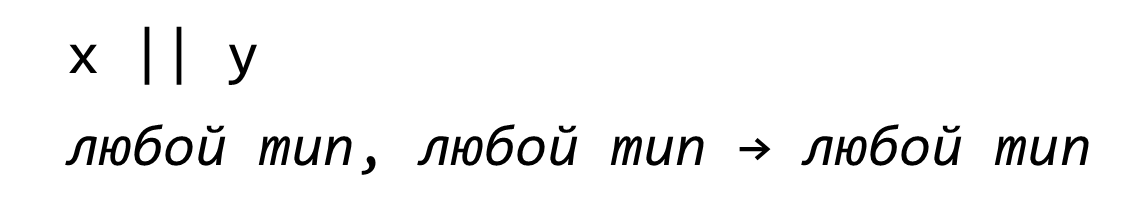 x || y
любой тип, любой тип → любой тип